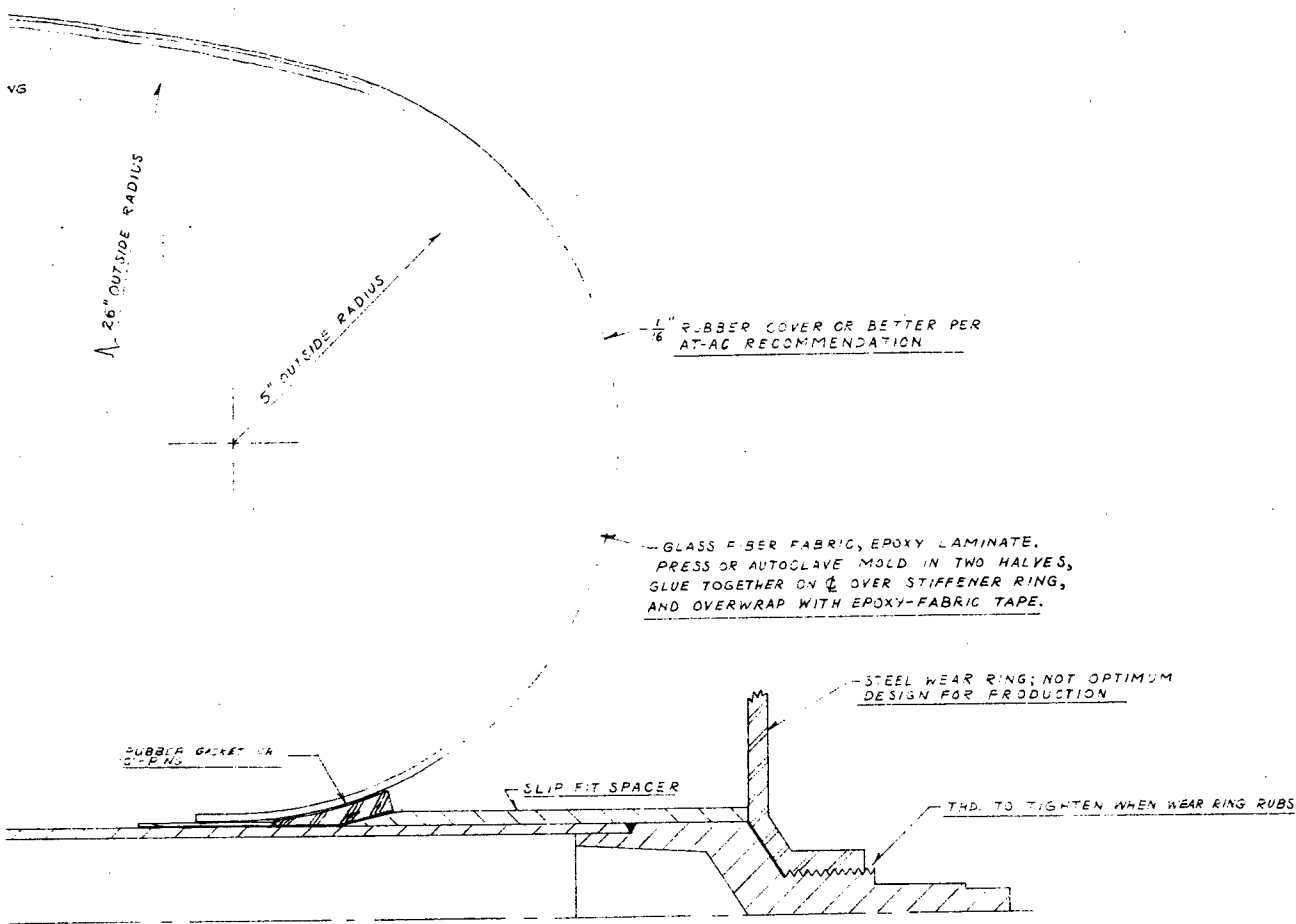 VG
26" OUTSIDE RADIUS
5" OUTSIDE RADIUS
1/16" RUBBER COVER OR BETTER PER
AT-AC RECOMMENDATION
GLASS FIBER FABRIC, EPOXY LAMINATE.
PRESS OR AUTOCLAVE MOLD IN TWO HALVES,
GLUE TOGETHER ON ℄ OVER STIFFENER RING,
AND OVERWRAP WITH EPOXY-FABRIC TAPE.
STEEL WEAR RING; NOT OPTIMUM
DESIGN FOR PRODUCTION
RUBBER GASKET OR
O-RING
SLIP FIT SPACER
THD. TO TIGHTEN WHEN WEAR RING RUBS